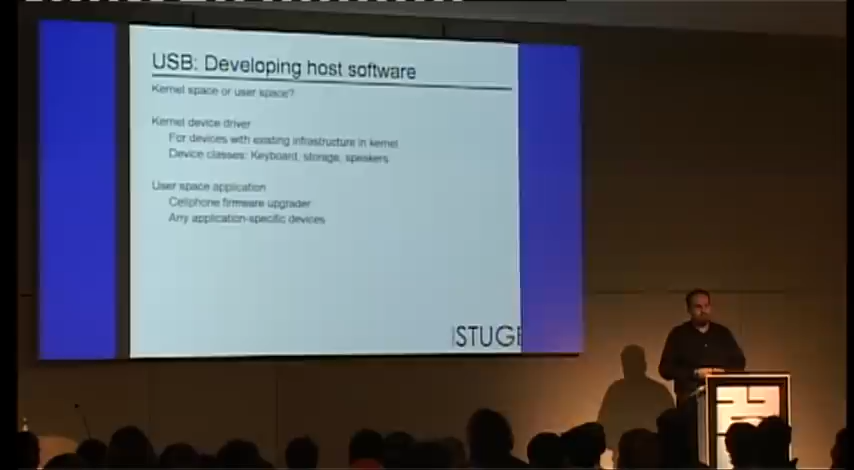 USB: Developing host software
Kernel space or user space?
Kernel device driver
For devices with existing infrastructure in kernel
Device classes: Keyboard, storage, speakers
User space application
Cellphone firmware upgrader
Any application-specific devices
STUGE